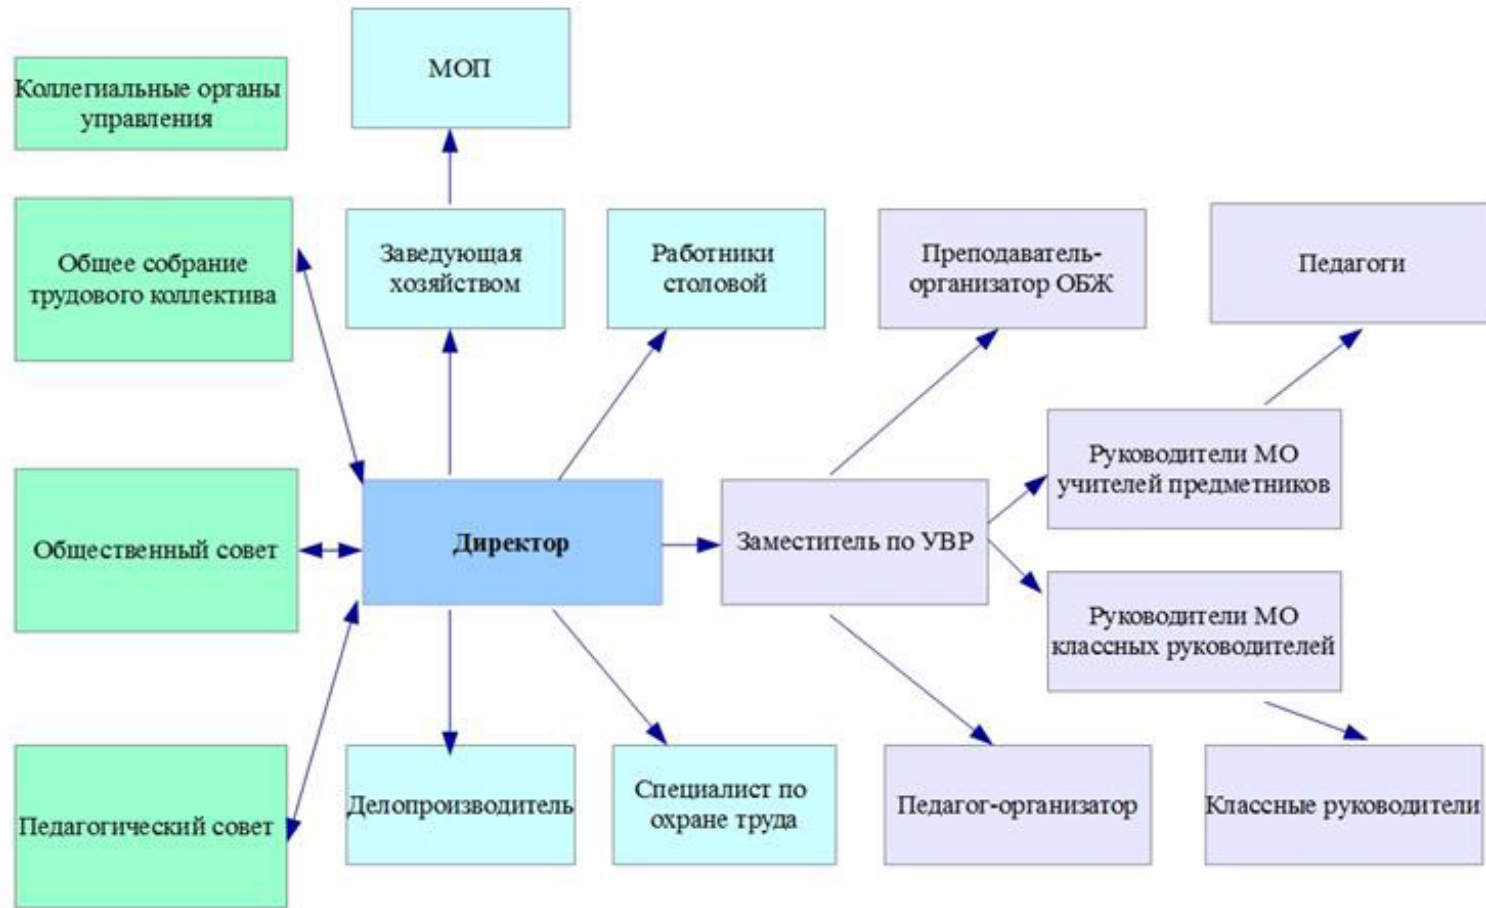 МОП
Коллегиальные органы
управления
Общее собрание
трудового коллектива
Заведующая
хозяйством
Работники
столовой
Преподаватель-
организатор ОБЖ
Педагоги
Руководители МО
учителей предметников
Общественный совет
Директор
Заместитель по УВР
Руководители МО
классных руководителей
Педагогический совет
Делопроизводитель
Специалист по
охране труда
Педагог-организатор
Классные руководители